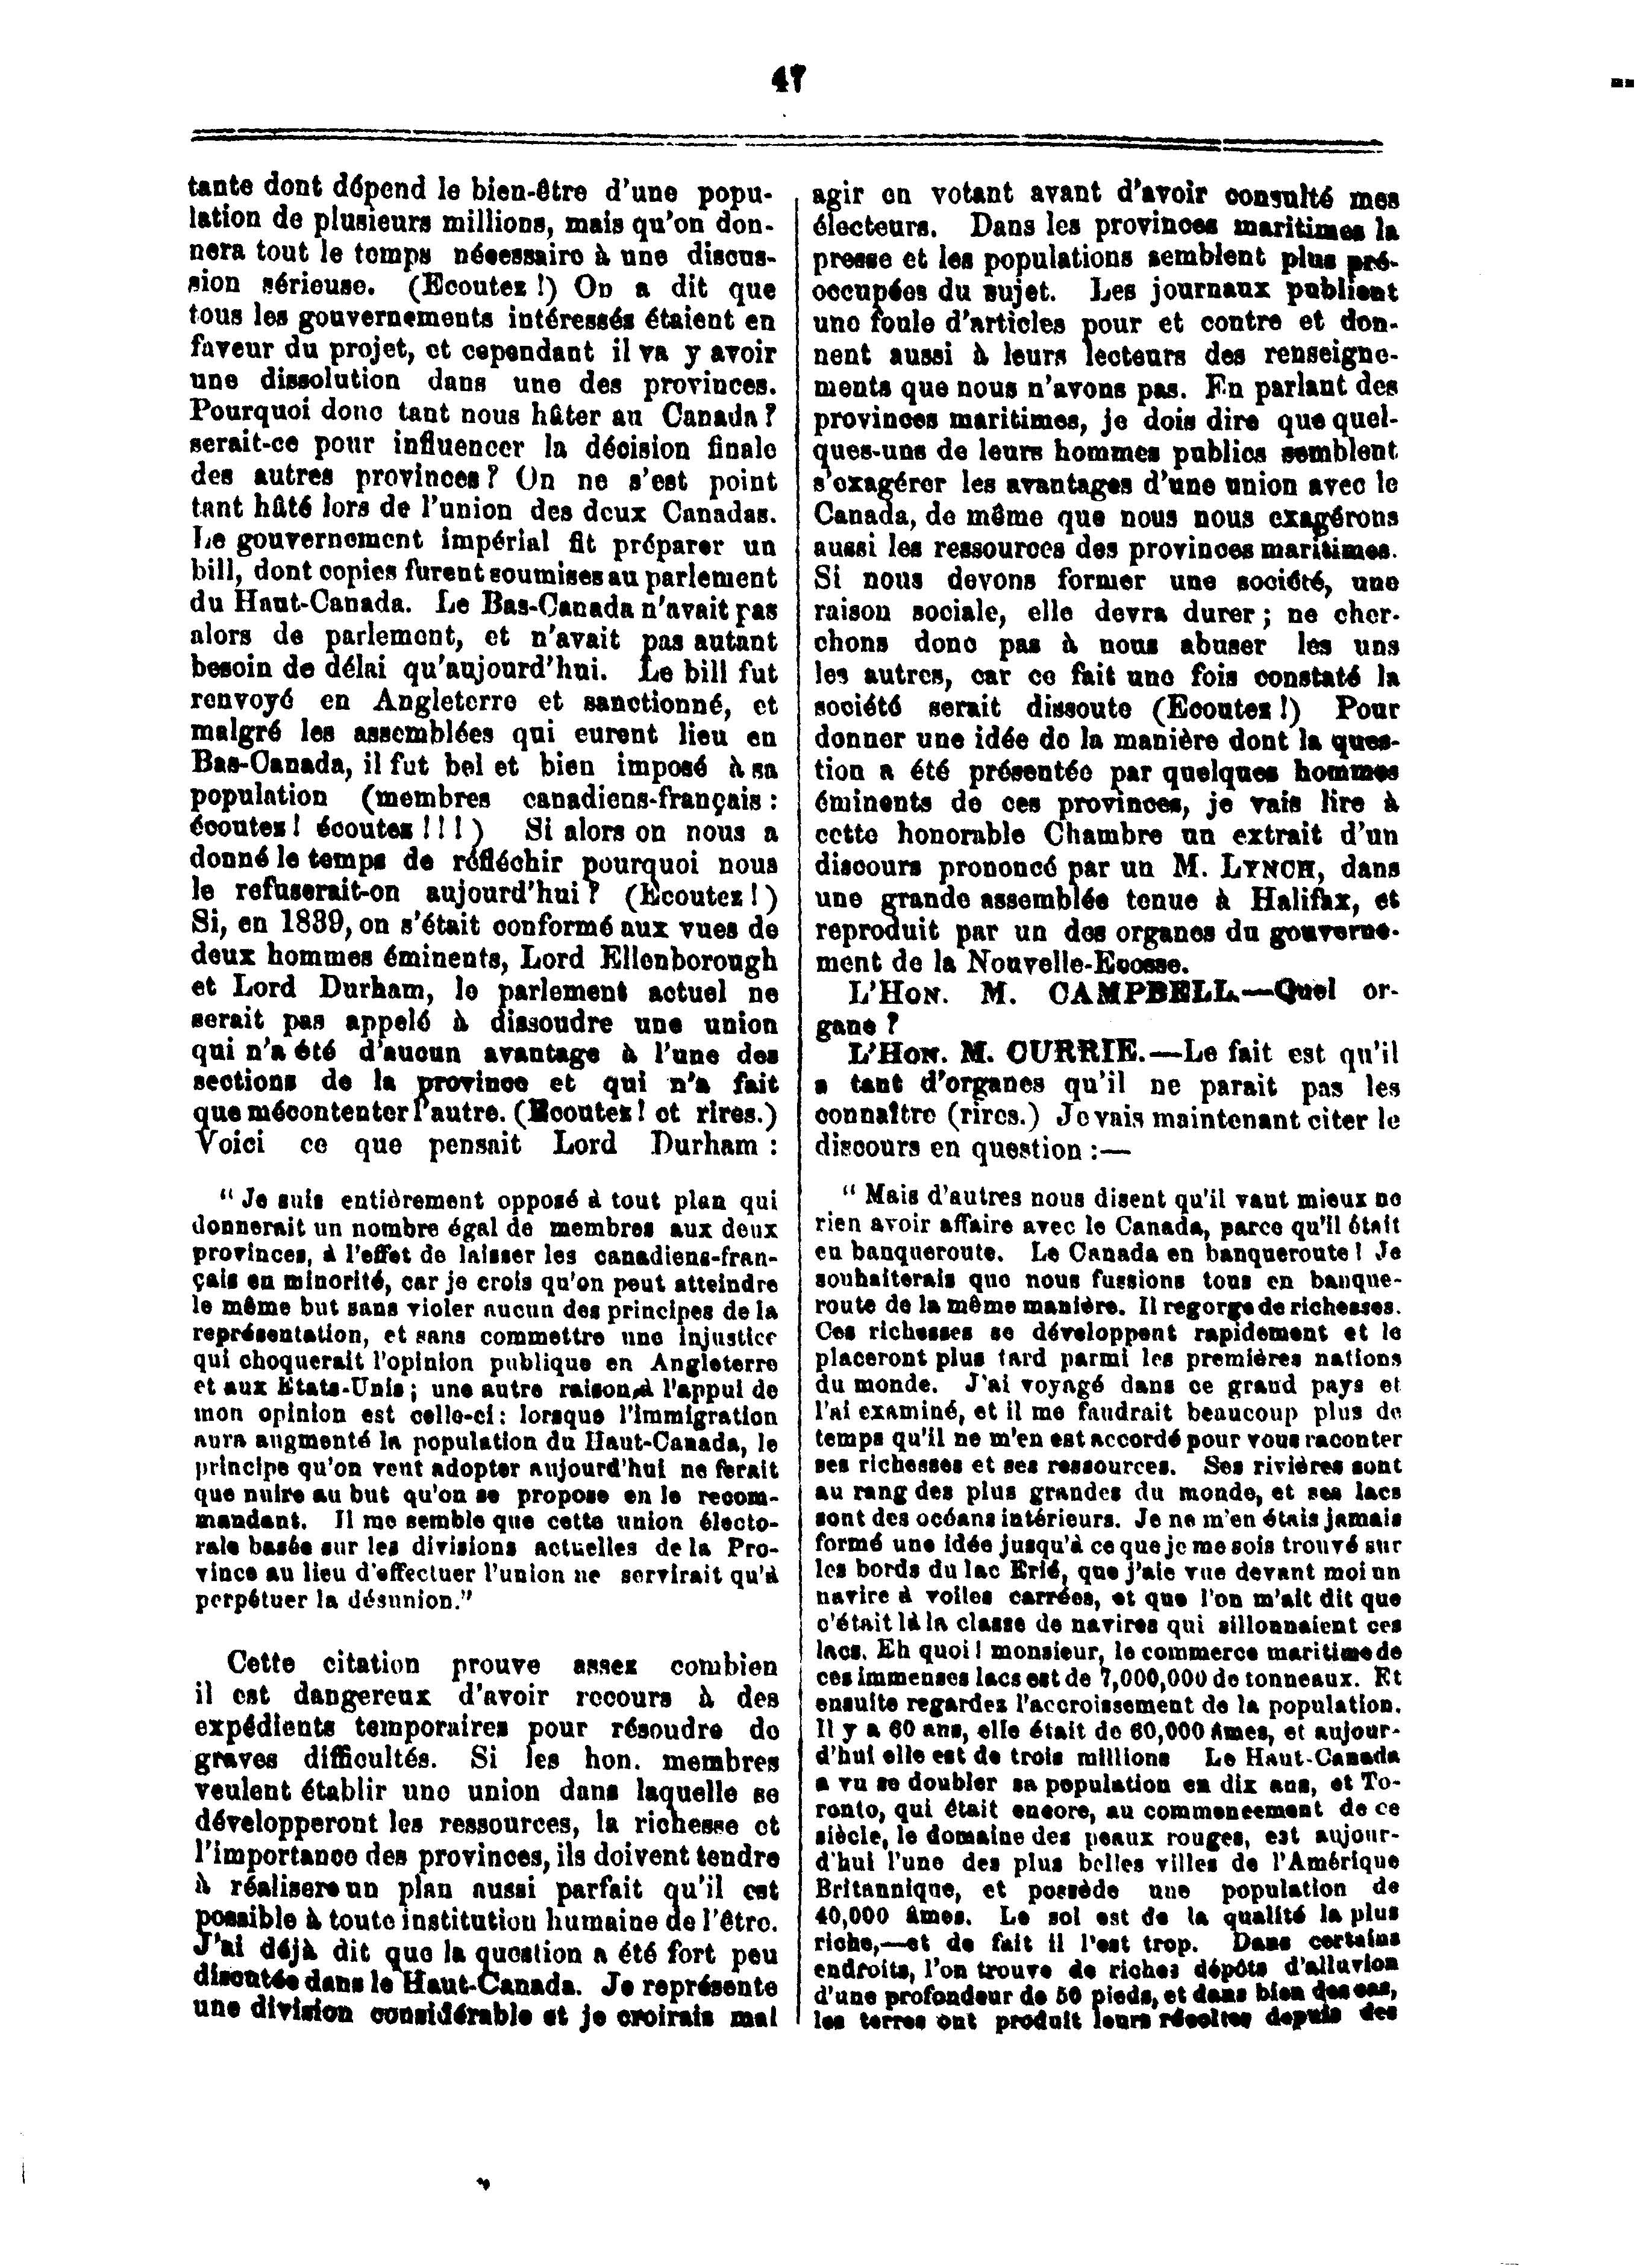 47
tante dont dépend le bien-être d'une popu-
lation de plusieurs millions, mais qu'on don-
nera tout le temps nécessaire à une discus-
sion sérieuse. (Ecoutez !) On a dit que
tous les gouvernements intéressés étaient en
faveur du projet, et cependant il va y avoir
une dissolution dans une des provinces.
Pourquoi donc tant nous hâter au Canada ?
serait-ce pour influencer la décision finale
des autres provinces ? On ne s'est point
tant hâté lors de l'union des deux Canadas.
Le gouvernement impérial fit préparer un
bill, dont copies furent soumises au parlement
du Haut-Canada. Le Bas-Canada n'avait pas
alors de parlement, et n'avait pas autant
besoin de délai qu'aujourd'hui. Le bill fut
renvoyé en Angleterre et sanctionné, et
malgré les assemblées qui eurent lieu en
Bas-Canada, il fut bel et bien imposé à sa
population (membres canadiens-français :
écoutez ! écoutez ! ! ! ) Si alors on nous a
donné le temps de réfléchir pourquoi nous
le refuserait-on aujourd'hui ? (Ecoutez !)
Si, en 1839, on s'était conformé aux vues de
deux hommes éminents, Lord Ellenborough
et Lord Durham, le parlement actuel ne
serait pas appelé à dissoudre une union
qui n'a été d'aucun avantage à l'une des
sections de la province et qui n'a fait
que mécontenter l'autre. (Ecoutez ! et rires.)
Voici ce que pensait Lord Durham :
“ Je suis entièrement opposé à tout plan qui
donnerait un nombre égal de membres aux deux
provinces, à l'effet de laisser les canadiens-fran-
çais en minorité, car je crois qu'on peut atteindre
le même but sans violer aucun des principes de la
représentation, et sans commettre une injustice
qui choquerait l'opinion publique en Angleterre
et aux Etats-Unis ; une autre raison à l'appui de
mon opinion est celle-ci : lorsque l'immigration
aura augmenté la population du Haut-Canada, le
principe qu'on veut adopter aujourd'hui ne ferait
que nuire au but qu'on se propose en le recom-
mandant. Il me semble que cette union électo-
rale basée sur les divisions actuelles de la Pro-
vince au lieu d'effectuer l'union ne servirait qu'à
perpétuer la désunion.”
Cette citation prouve assez combien
il est dangereux d'avoir recours à des
expédients temporaires pour résoudre de
graves difficultés. Si les hon. membres
veulent établir une union dans laquelle se
développeront les ressources, la richesse et
l'importance des provinces, ils doivent tendre
à réaliser un plan aussi parfait qu'il est
possible à toute institution humaine de l'être.
J'ai déjà dit que la question a été fort peu
discutée dans le Haut-Canada. Je représente
une division considérable et je croirais mal
agir en votant avant d'avoir consulté mes
électeurs. Dans les provinces maritimes la
presse et les populations semblent plus pré-
occupées du sujet. Les journaux publient
une foule d'articles pour et contre et don-
nent aussi à leurs lecteurs des renseigne-
ments que nous n'avons pas. En parlant des
provinces maritimes, je dois dire que quel-
ques-uns de leurs hommes publics semblent
s'exagérer les avantages d'une union avec le
Canada, de même que nous nous exagérons
aussi les ressources des provinces maritimes.
Si nous devons former une société, une
raison sociale, elle devra durer ; ne cher-
chons donc pas à nous abuser les uns
les autres, car ce fait une fois constaté la
société serait dissoute (Ecoutez !) Pour
donner une idée de la manière dont la ques-
tion a été présentée par quelques hommes
éminents de ces provinces, je vais lire à
cette honorable Chambre un extrait d'un
discours prononcé par un M. LYNCH, dans
une grande assemblée tenue à Halifax, et
reproduit par un des organes du gouverne-
ment de la Nouvelle-Ecosse.
L'HON. M. CAMPBELL.—Quel or-
gane ?
L'HON. M. CURRIE.—Le fait est qu'il
a tant d'organes qu'il ne parait pas les
connaître (rires.) Je vais maintenant citer le
discours en question :—
“ Mais d'autres nous disent qu'il vaut mieux ne
rien avoir affaire avec le Canada, parce qu'il était
en banqueroute. Le Canada en banqueroute ! Je
souhaiterais que nous fussions tous en banque-
route de la même manière. Il regorge de richesses.
Ces richesses se développent rapidement et le
placeront plus tard parmi les premières nations
du monde. J'ai voyagé dans ce grand pays et
l'ai examiné, et il me faudrait beaucoup plus de
temps qu'il ne m'en est accordé pour vous raconter
ses richesses et ses ressources. Ses rivières sont
au rang des plus grandes du monde, et ses lacs
sont des océans intérieurs. Je ne m'en étais jamais
formé une idée jusqu'à ce que je me sois trouvé sur
les bords du lac Erié, que j'aie vue devant moi un
navire à voiles carrées, et que l'on m'ait dit que
c'était là la classe de navires qui sillonnaient ces
lacs. Eh quoi ! monsieur, le commerce maritime de
ces immenses lacs est de 7,000,000 de tonneaux. Et
ensuite regardez l'accroissement de la population.
Il y a 60 ans, elle était de 60,000 âmes, et aujour-
d'hui elle est de trois millions Le Haut-Canada
a vu se doubler sa population en dix ans, et To-
ronto, qui était encore, au commencement de ce
siècle, le domaine des peaux rouges, est aujour-
d'hui l'une des plus belles villes de l'Amérique
Britannique, et possède une population de
40,000 âmes. Le sol est de la qualité la plus
riche,—et de fait il l'est trop. Dans certains
endroits, l'on trouve de riches dépôts d'alluvion
d'une profondeur de 50 pieds, et dans bien des cas,
les terres ont produit leurs récoltes depuis des